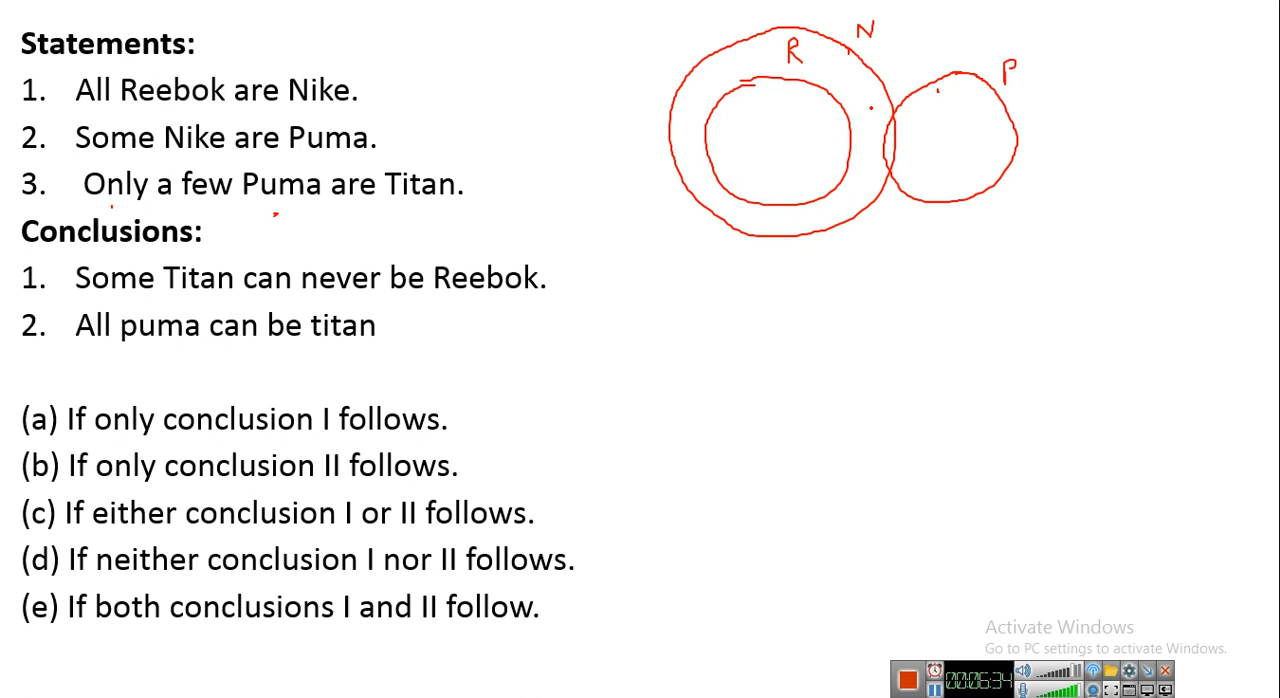 Statements:
1. All Reebok are Nike.
2. Some Nike are Puma.
3. Only a few Puma are Titan.
Conclusions:
1. Some Titan can never be Reebok.
2. All puma can be titan
(a) If only conclusion I follows.
(b) If only conclusion II follows.
(c) If either conclusion I or II follows.
(d) If neither conclusion I nor II follows.
(e) If both conclusions I and II follow.
N
R
P
Activate Windows
Go to PC settings to activate Windows.
00:06:34